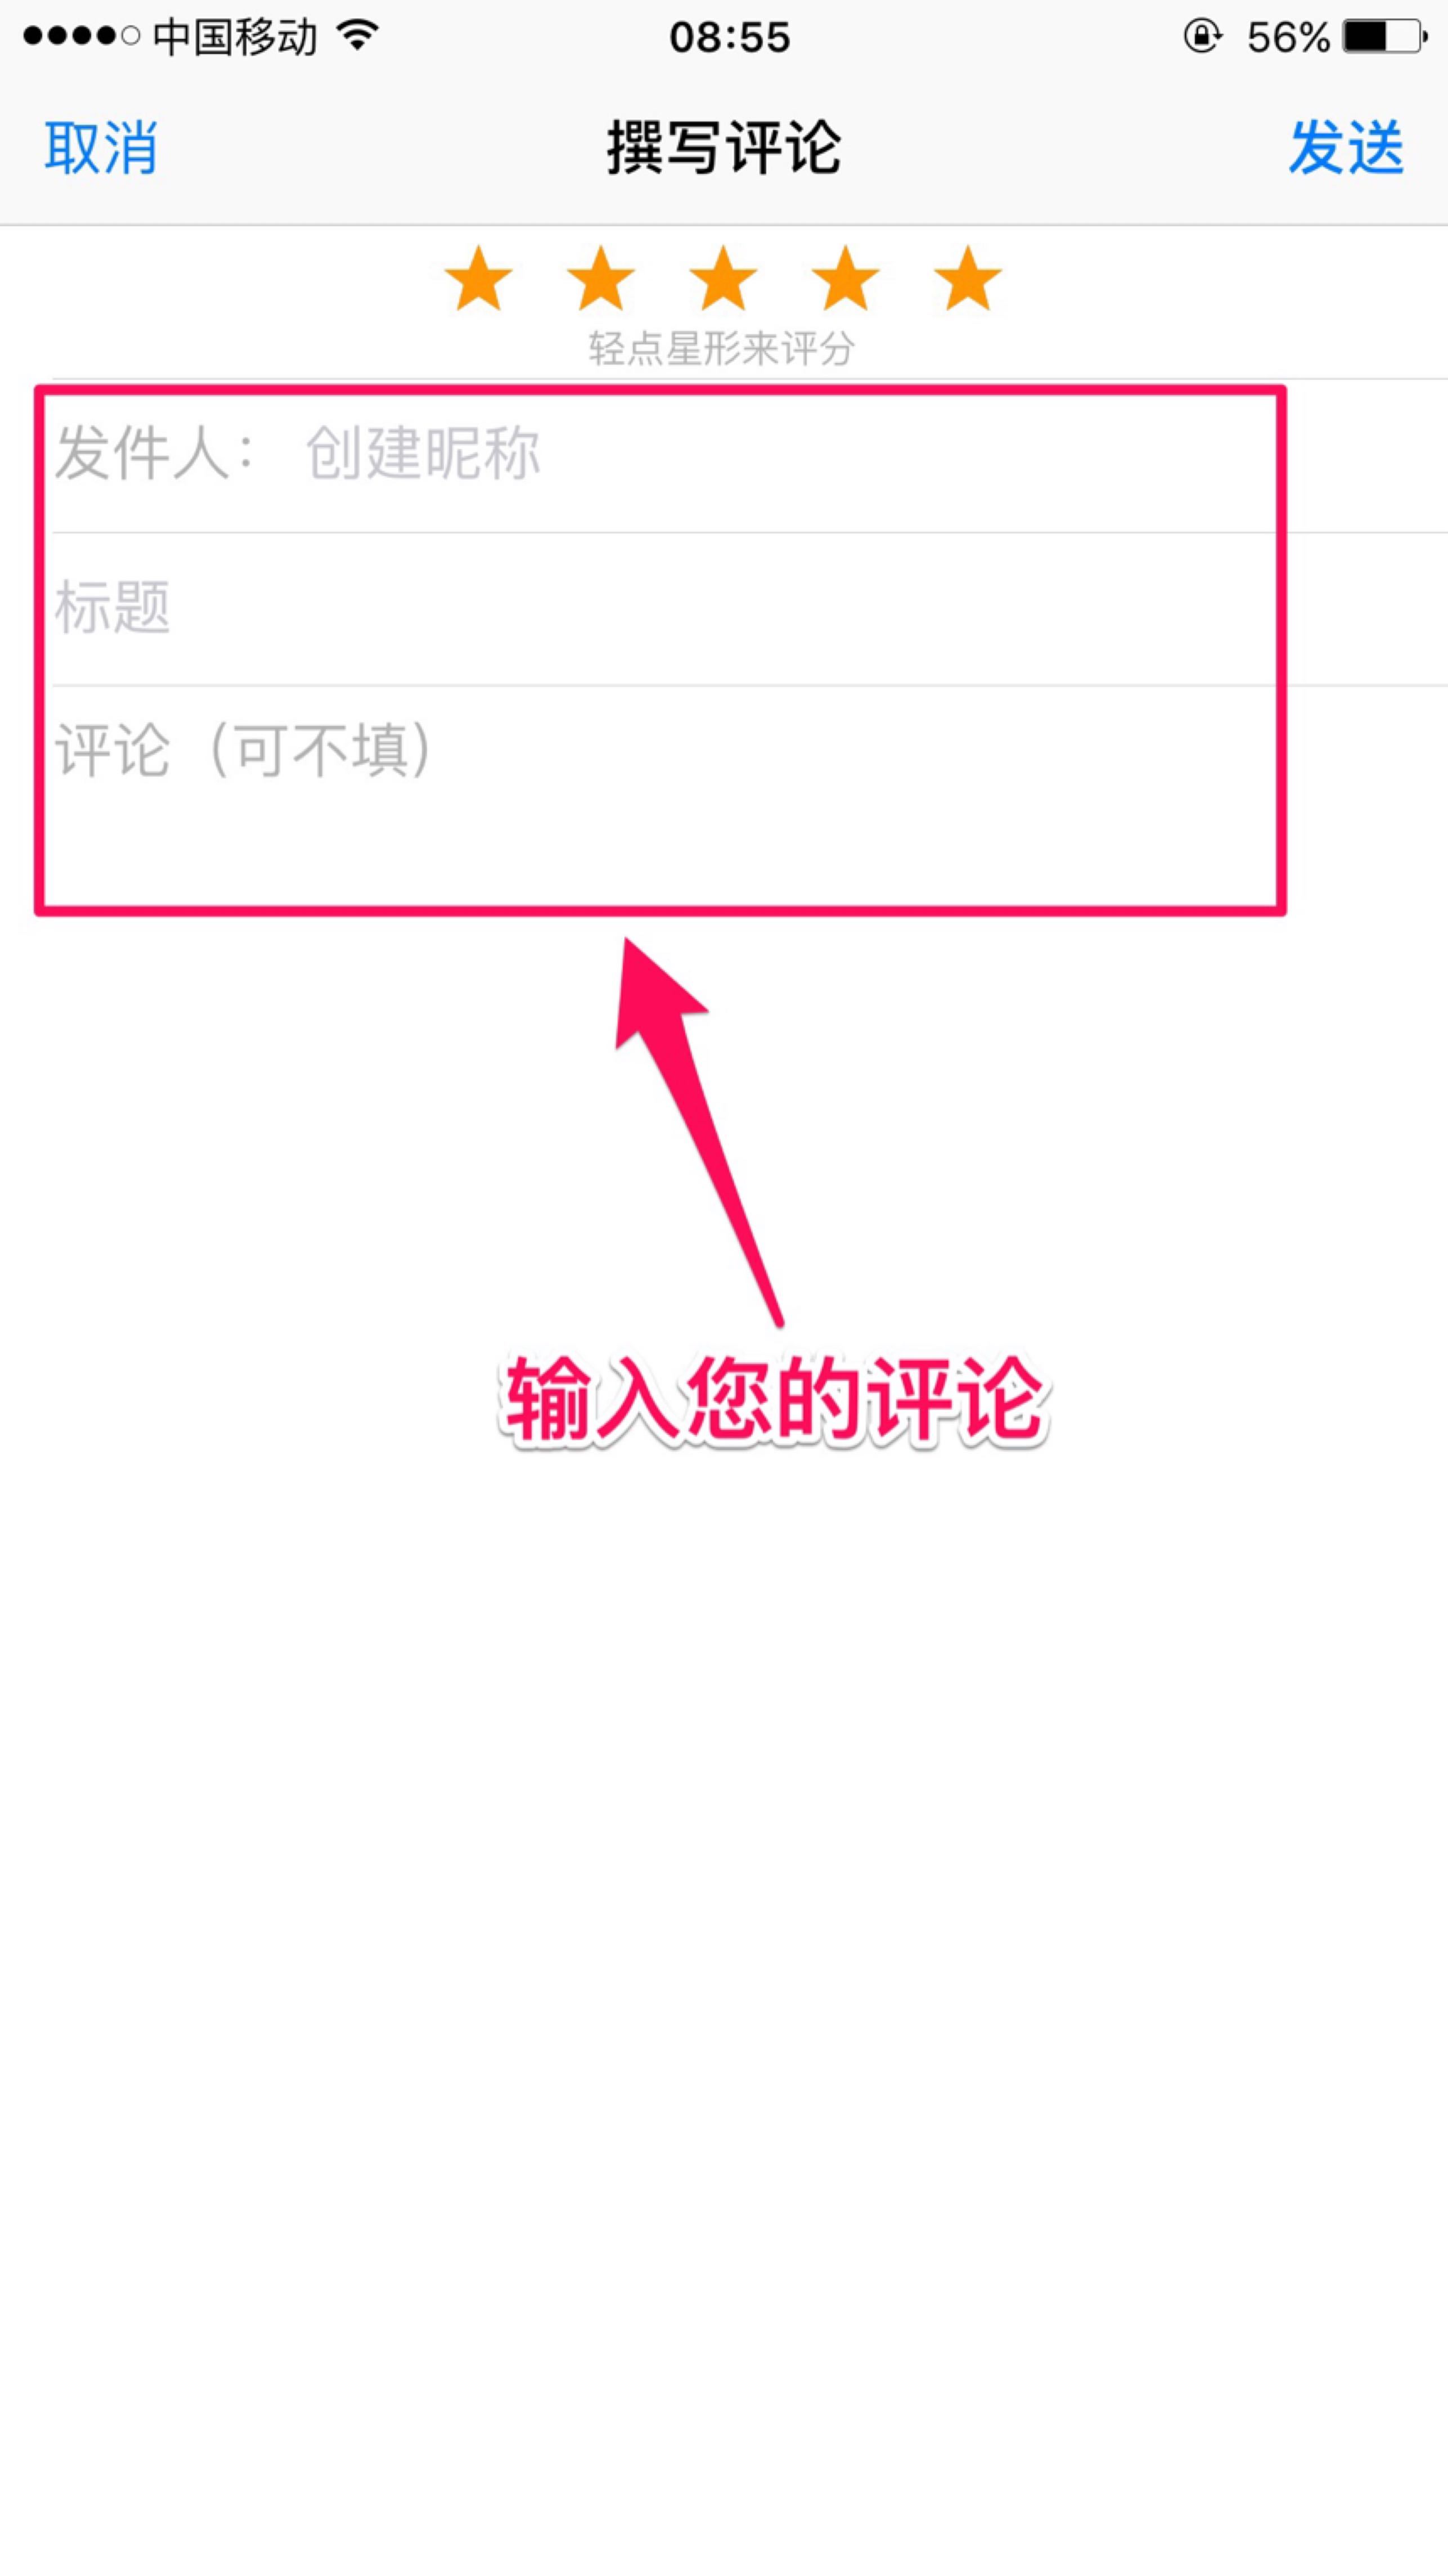 中国移动 08:55 56%
取消 撰写评论 发送
轻点星形来评分
发件人： 创建昵称
标题
评论（可不填）
输入您的评论